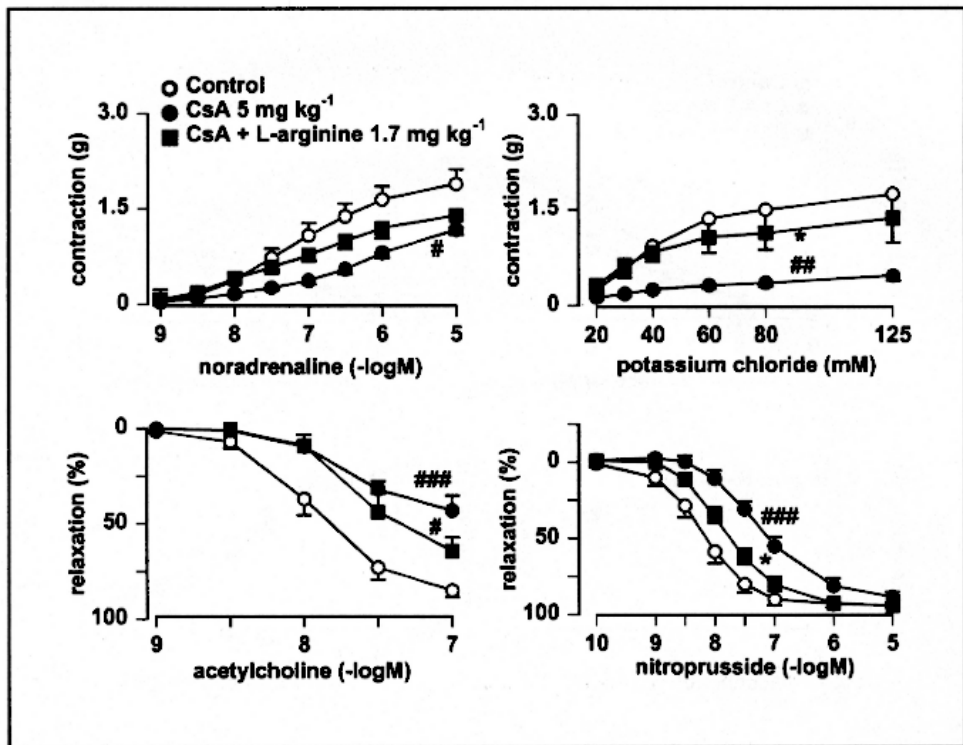 Control
CsA 5 mg kg⁻¹
CsA + L-arginine 1.7 mg kg⁻¹
3.0
1.5
0
contraction (g)
#
9 8 7 6 5
noradrenaline (-logM)
3.0
1.5
0
contraction (g)
*
##
20 40 60 80 125
potassium chloride (mM)
0
50
100
relaxation (%)
###
#
9 8 7
acetylcholine (-logM)
0
50
100
relaxation (%)
###
*
10 9 8 7 6 5
nitroprusside (-logM)